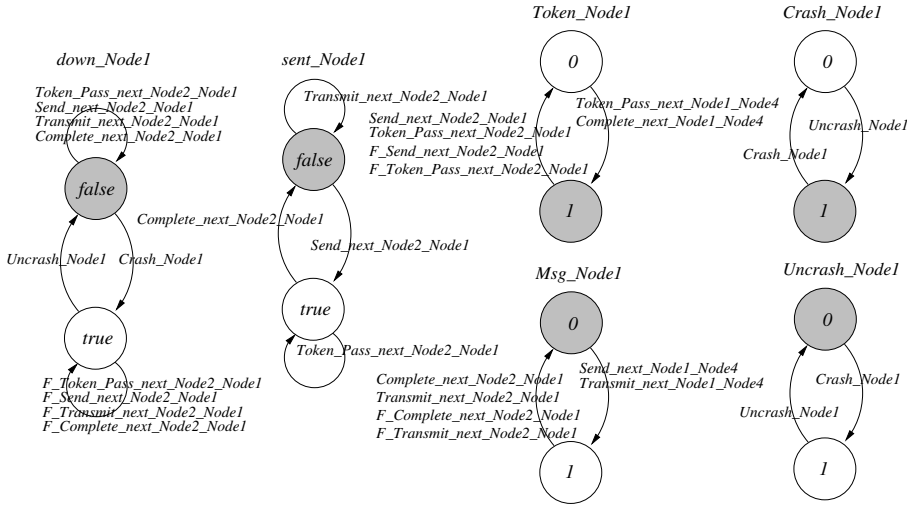 Token_Node1
Crash_Node1
down_Node1
sent_Node1
0
0
Token_Pass_next_Node2_Node1
Send_next_Node2_Node1
Transmit_next_Node2_Node1
Complete_next_Node2_Node1
Transmit_next_Node2_Node1
Send_next_Node2_Node1
Token_Pass_next_Node2_Node1
F_Send_next_Node2_Node1
F_Token_Pass_next_Node2_Node1
Token_Pass_next_Node1_Node4
Complete_next_Node1_Node4
Uncrash_Node1
Crash_Node1
false
false
1
1
Complete_next_Node2_Node1
Send_next_Node2_Node1
Uncrash_Node1
Crash_Node1
Msg_Node1
Uncrash_Node1
true
true
0
0
Token_Pass_next_Node2_Node1
F_Token_Pass_next_Node2_Node1
F_Send_next_Node2_Node1
F_Transmit_next_Node2_Node1
F_Complete_next_Node2_Node1
Complete_next_Node2_Node1
Transmit_next_Node2_Node1
F_Complete_next_Node2_Node1
F_Transmit_next_Node2_Node1
Send_next_Node1_Node4
Transmit_next_Node1_Node4
Crash_Node1
Uncrash_Node1
1
1